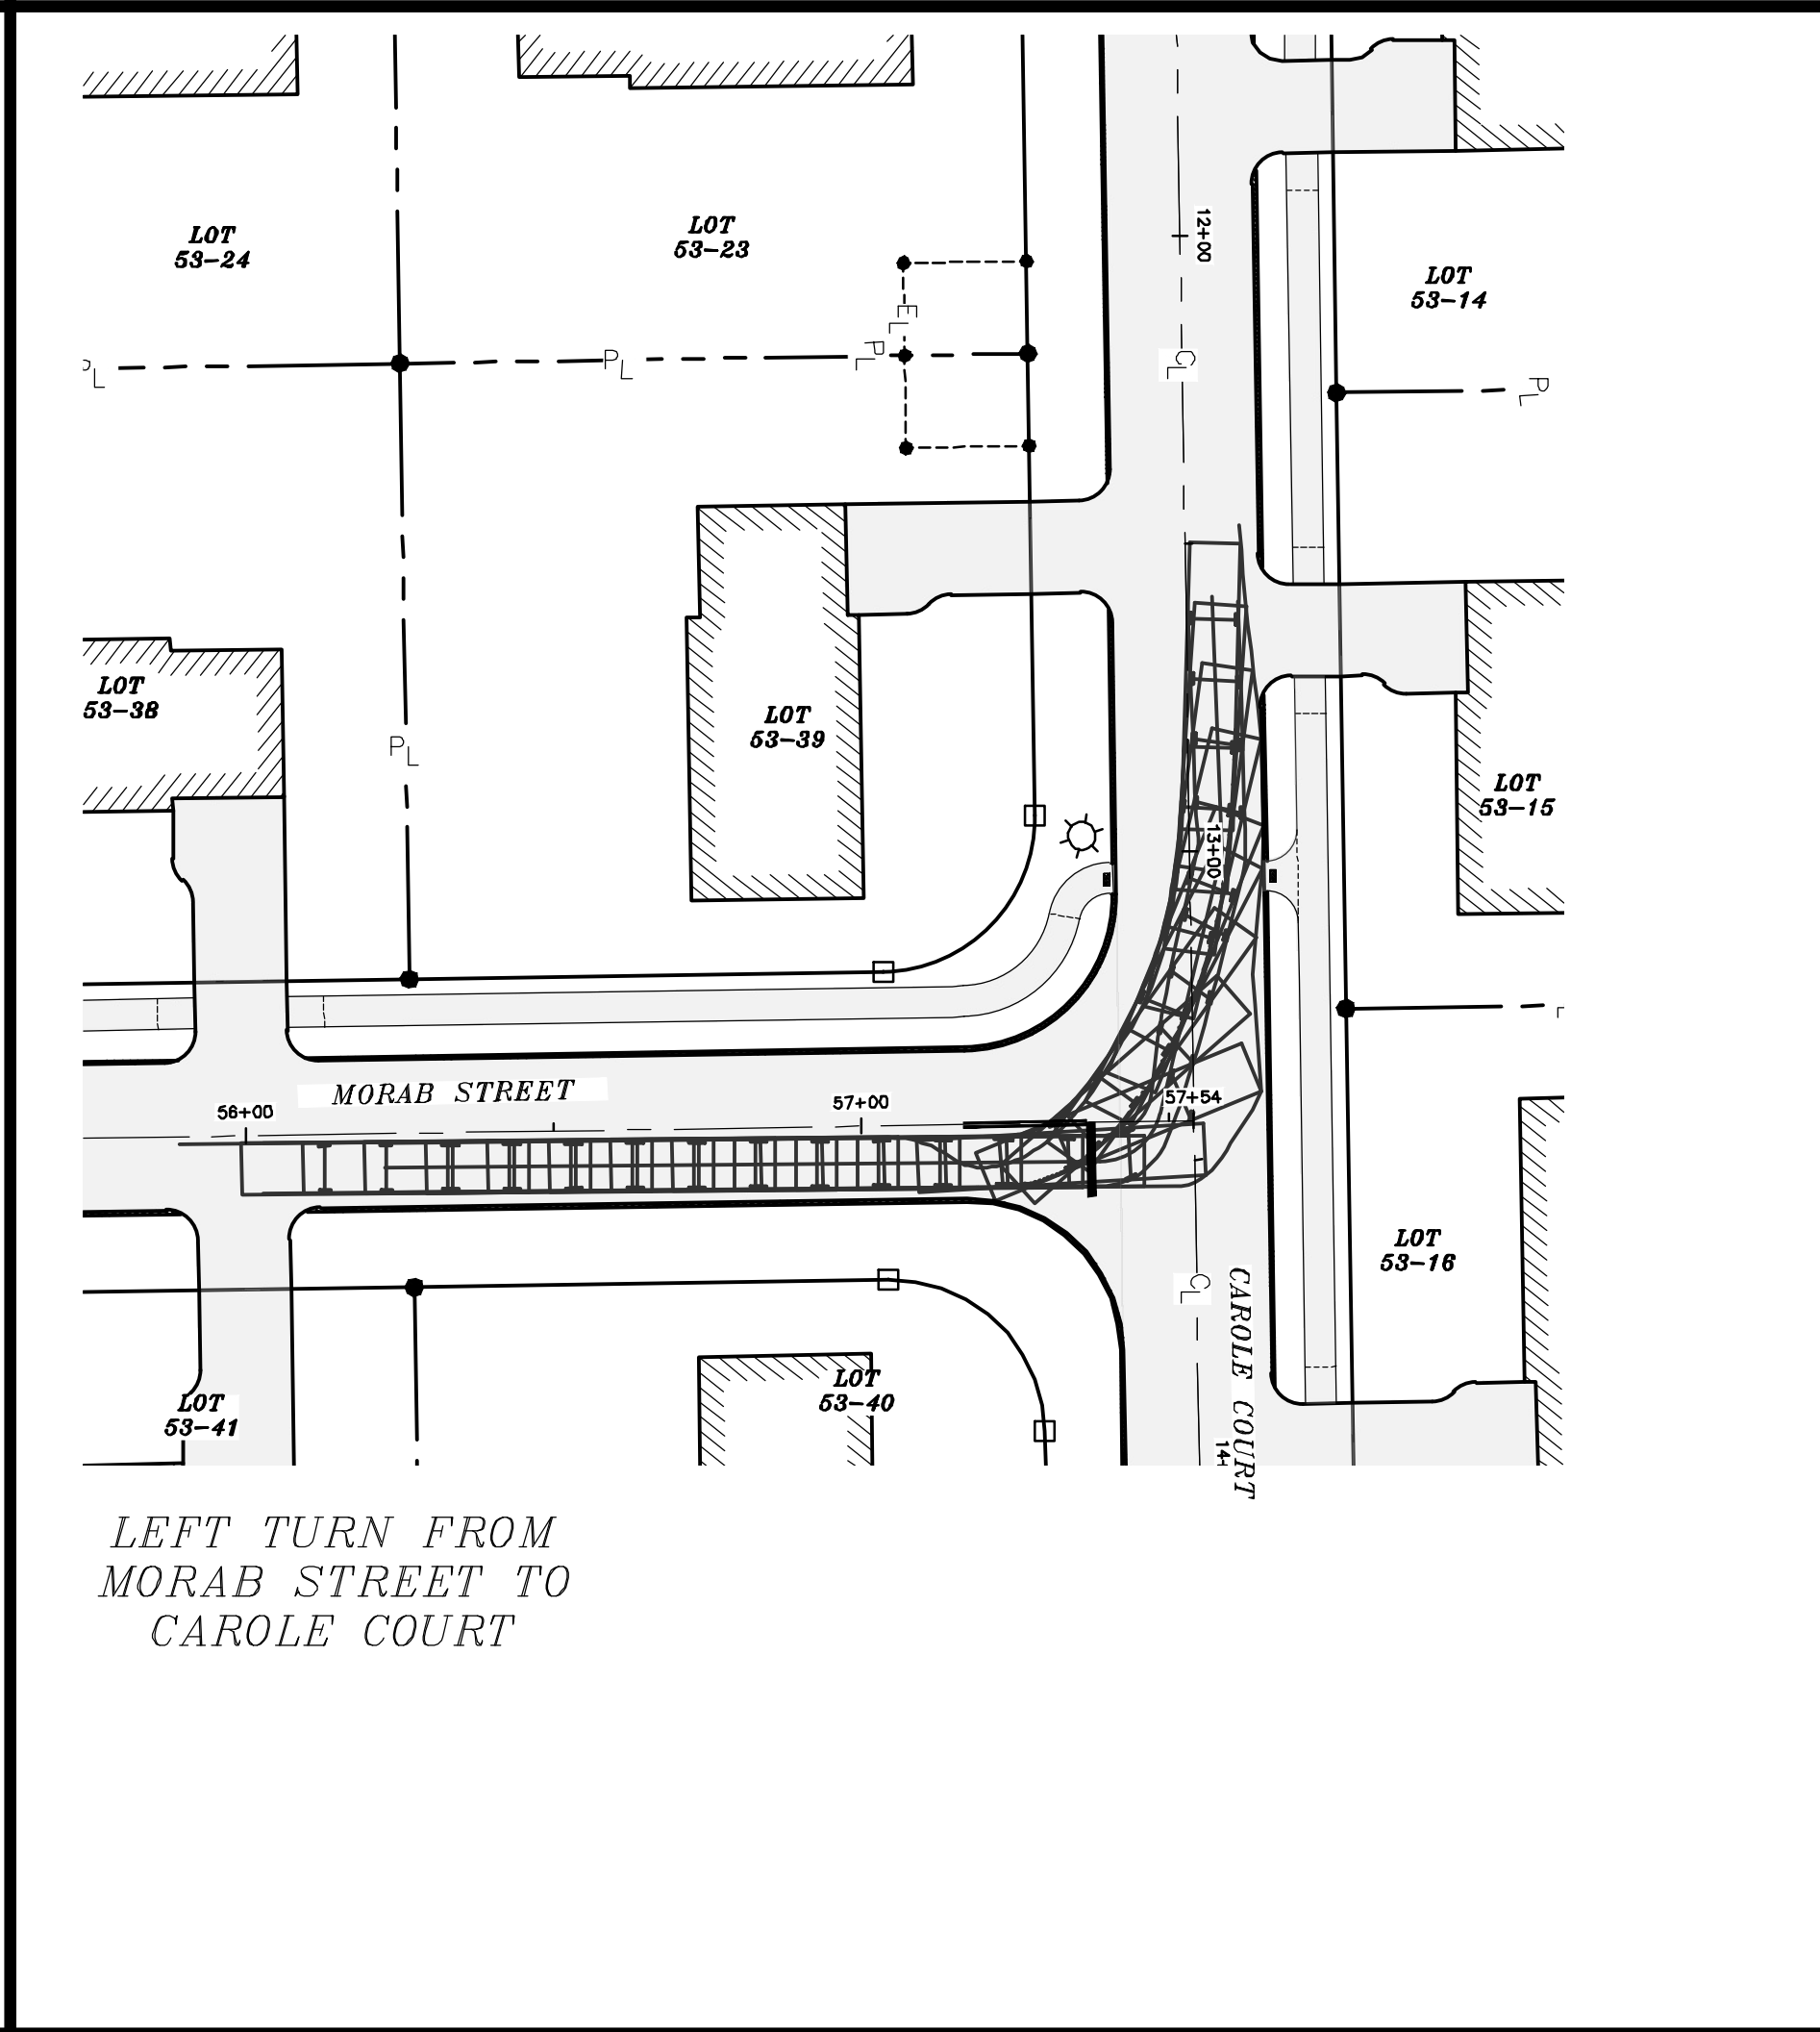 12+00
LOT
53-24
LOT
53-23
LOT
53-14
EL
PL
PL
PL
CL
PL
LOT
53-38
LOT
53-39
PL
LOT
53-15
13+00
MORAB STREET
56+00
57+00
57+54
LOT
53-16
CL
CAROLE COURT
LOT
53-41
LOT
53-40
14+
LEFT TURN FROM
MORAB STREET TO
CAROLE COURT